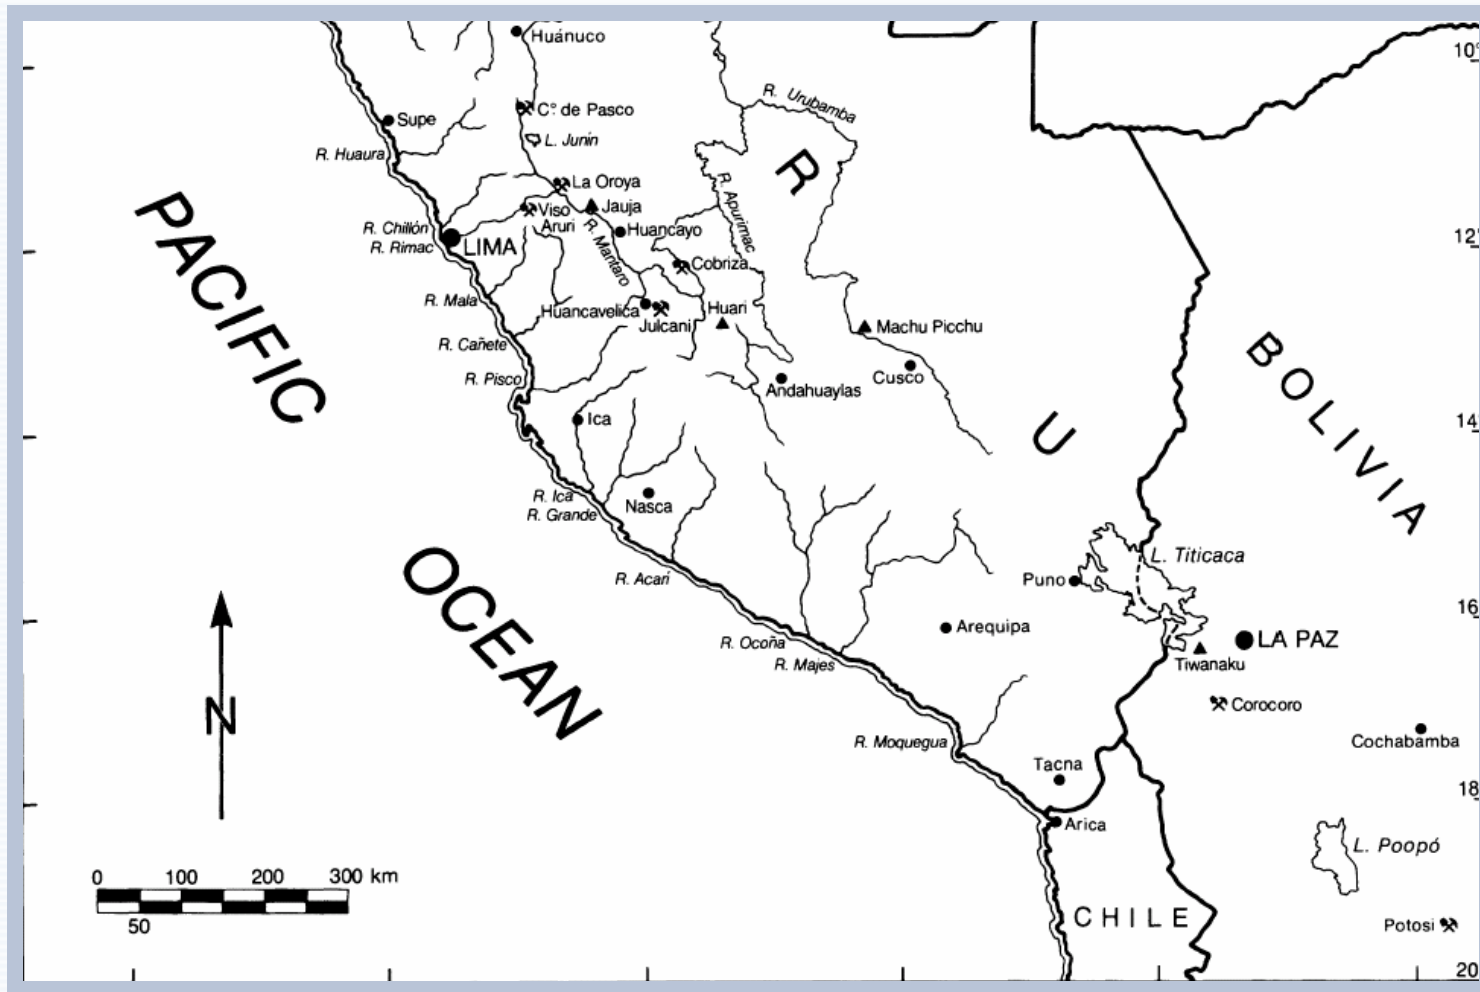 Huánuco
10°
R. Urubamba
Cº de Pasco
Supe
L. Junín
R. Huaura
R
La Oroya
R. Apurimac
PACIFIC
Jauja
Viso
Aruri
R. Chillón
Huancayo
R. Rimac
LIMA
R. Mantaro
12°
Cobriza
R. Mala
Huancavelica
Huari
Julcani
Machu Picchu
R. Cañete
BOLIVIA
R. Pisco
Cusco
Andahuaylas
Ica
14
U
R. Ica
Nasca
R. Grande
OCEAN
L. Titicaca
R. Acarí
Puno
16
Arequipa
R. Ocoña
LA PAZ
R. Majes
Tiwanaku
Corocoro
N
R. Moquegua
Cochabamba
Tacna
18
Arica
L. Poopó
0 100 200 300 km
50
CHILE
Potosi
20